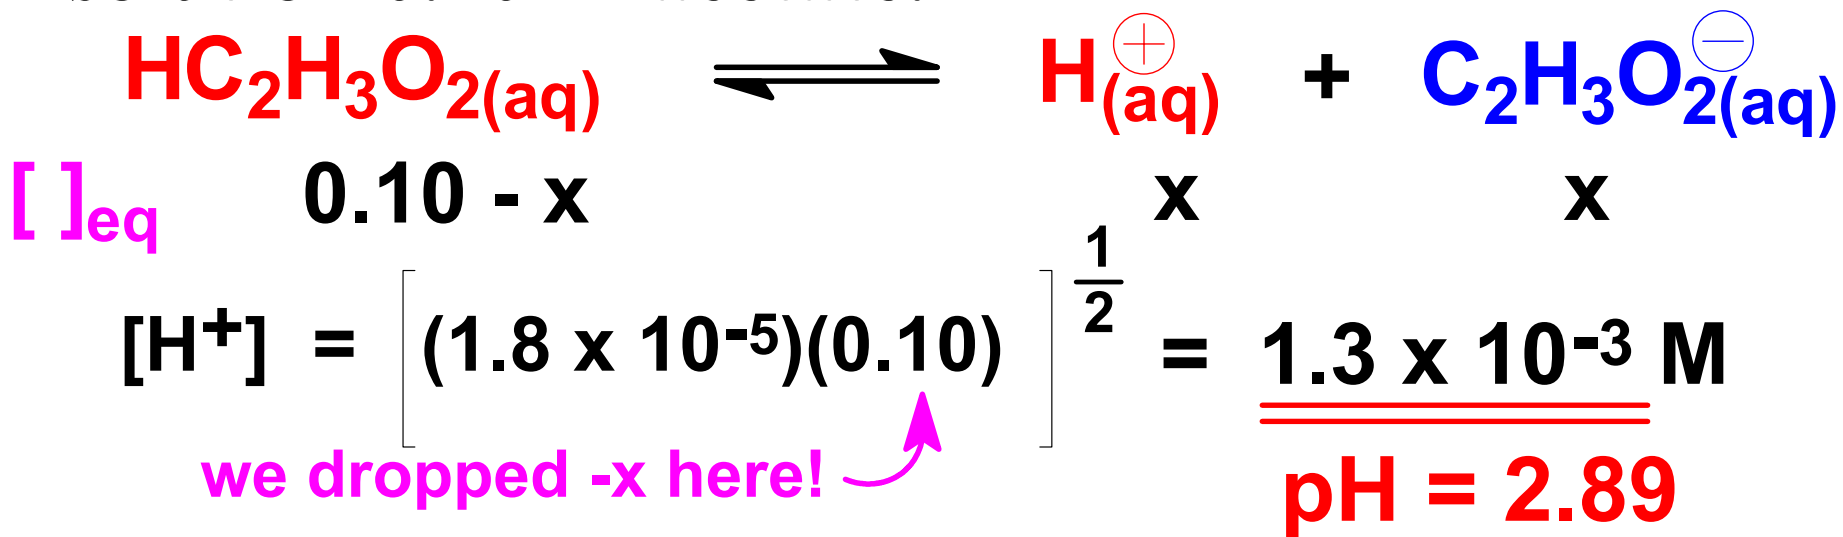 HC₂H₃O₂(aq) ⇌ H⁺(aq) + C₂H₃O₂⁻(aq)
[ ]eq 0.10 - x x x
[H⁺] = [(1.8 x 10⁻⁵)(0.10)]^1/2 = 1.3 x 10⁻³ M
we dropped -x here!
pH = 2.89